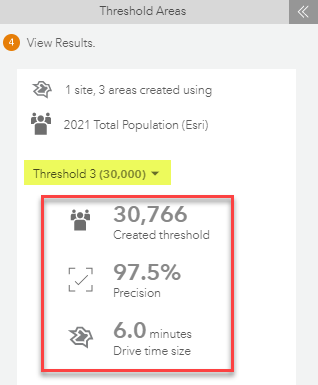 Threshold Areas
4 View Results.
1 site, 3 areas created using
2021 Total Population (Esri)
Threshold 3 (30,000)
30,766
Created threshold
97.5%
Precision
6.0 minutes
Drive time size